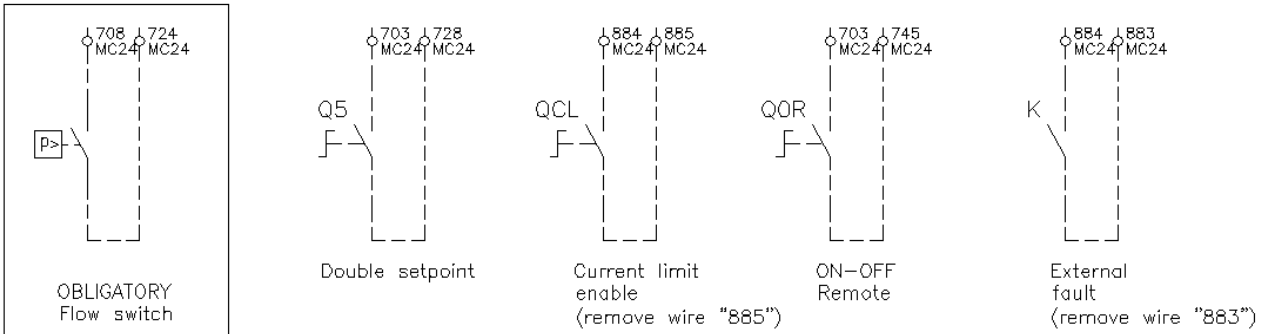 708 724
MC24 MC24
703 728
MC24 MC24
884 885
MC24 MC24
703 745
MC24 MC24
884 883
MC24 MC24
P>
Q5
QCL
Q0R
K
OBLIGATORY
Flow switch
Double setpoint
Current limit
enable
(remove wire "885")
ON-OFF
Remote
External
fault
(remove wire "883")